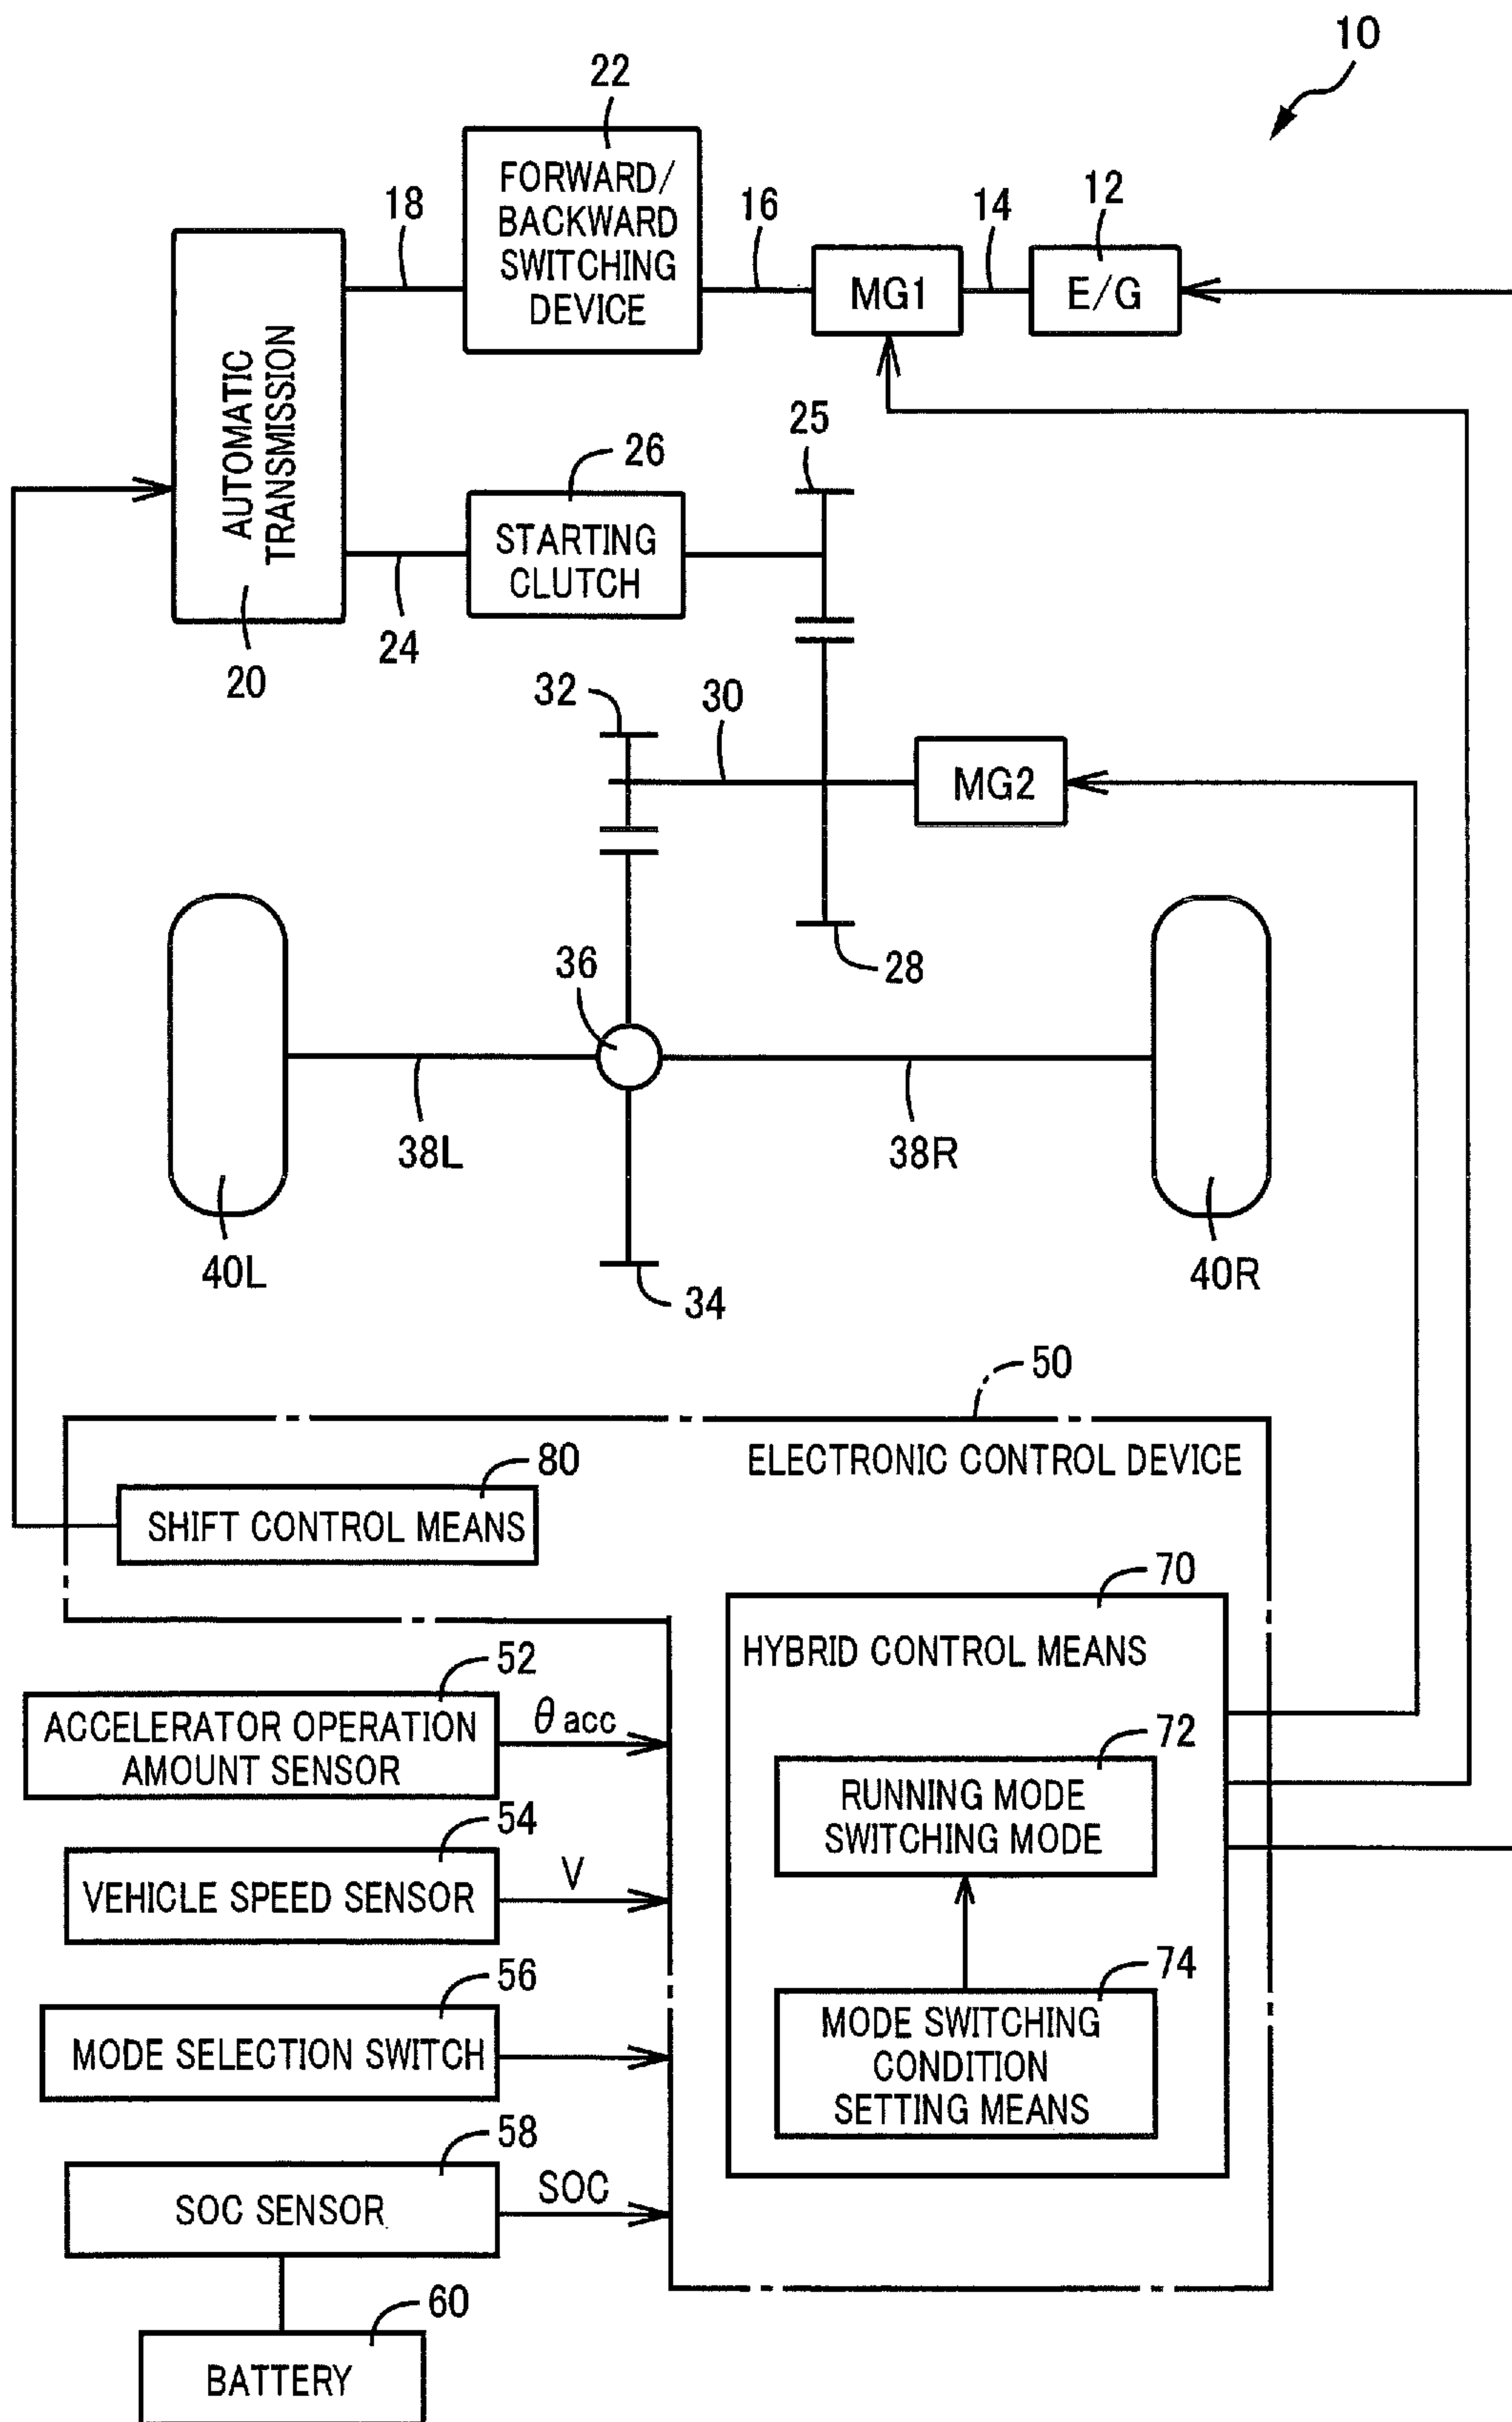 10
22
FORWARD/
BACKWARD
SWITCHING
DEVICE
18
16
14
12
MG1
E/G
AUTOMATIC
TRANSMISSION
20
25
26
STARTING
CLUTCH
24
32
30
MG2
28
36
38L
38R
40L
40R
34
50
ELECTRONIC CONTROL DEVICE
80
SHIFT CONTROL MEANS
70
HYBRID CONTROL MEANS
52
ACCELERATOR OPERATION
AMOUNT SENSOR
θ acc
72
RUNNING MODE
SWITCHING MODE
54
VEHICLE SPEED SENSOR
V
56
MODE SELECTION SWITCH
74
MODE SWITCHING
CONDITION
SETTING MEANS
58
SOC SENSOR
SOC
60
BATTERY